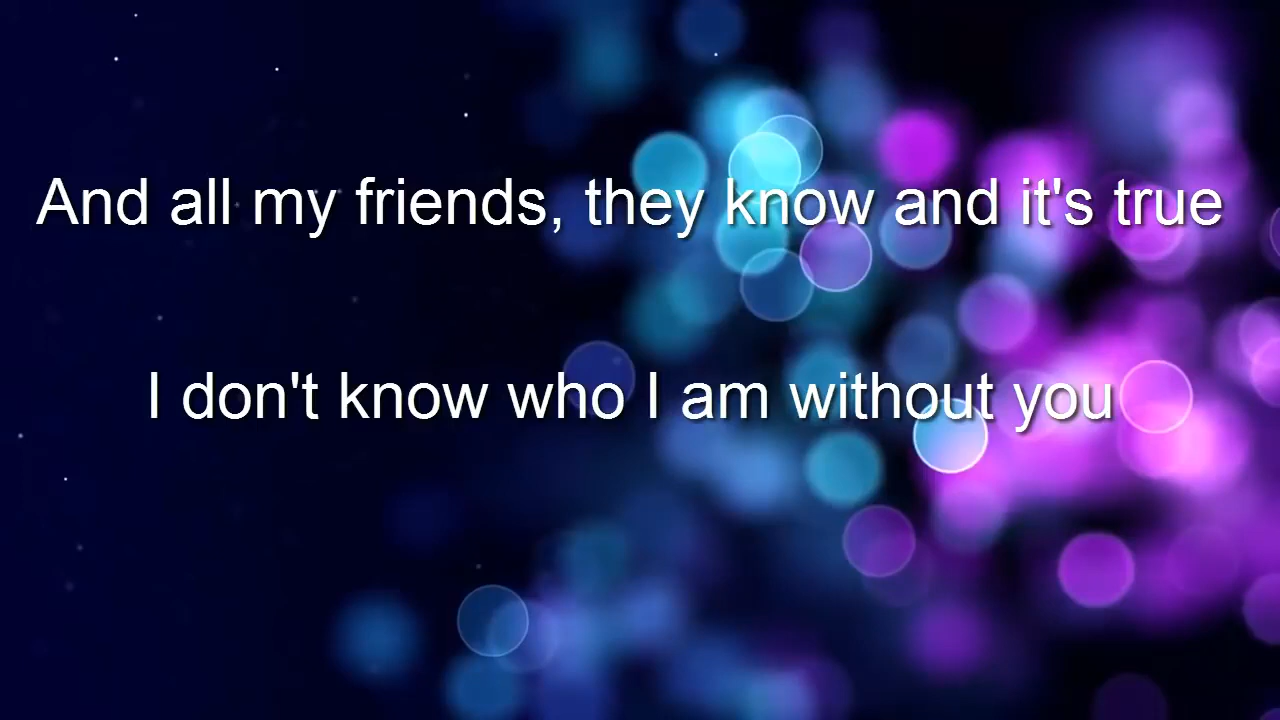 And all my friends, they know and it's true
I don't know who I am without you